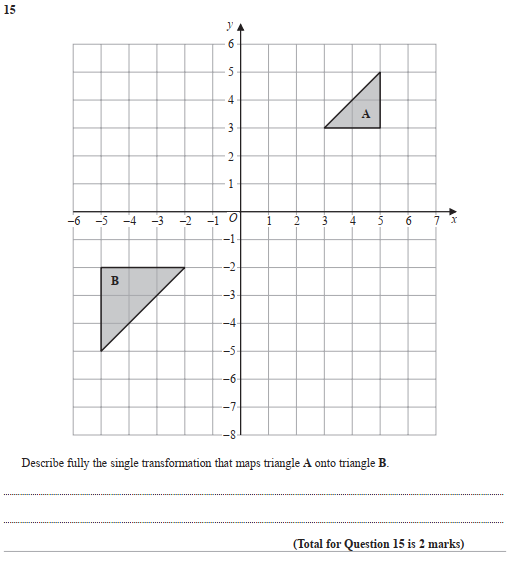 15
y
6
5
4
A
3
2
1
-6 -5 -4 -3 -2 -1 O 1 2 3 4 5 6 7 x
-1
-2
B
-3
-4
-5
-6
-7
-8
Describe fully the single transformation that maps triangle A onto triangle B.
(Total for Question 15 is 2 marks)